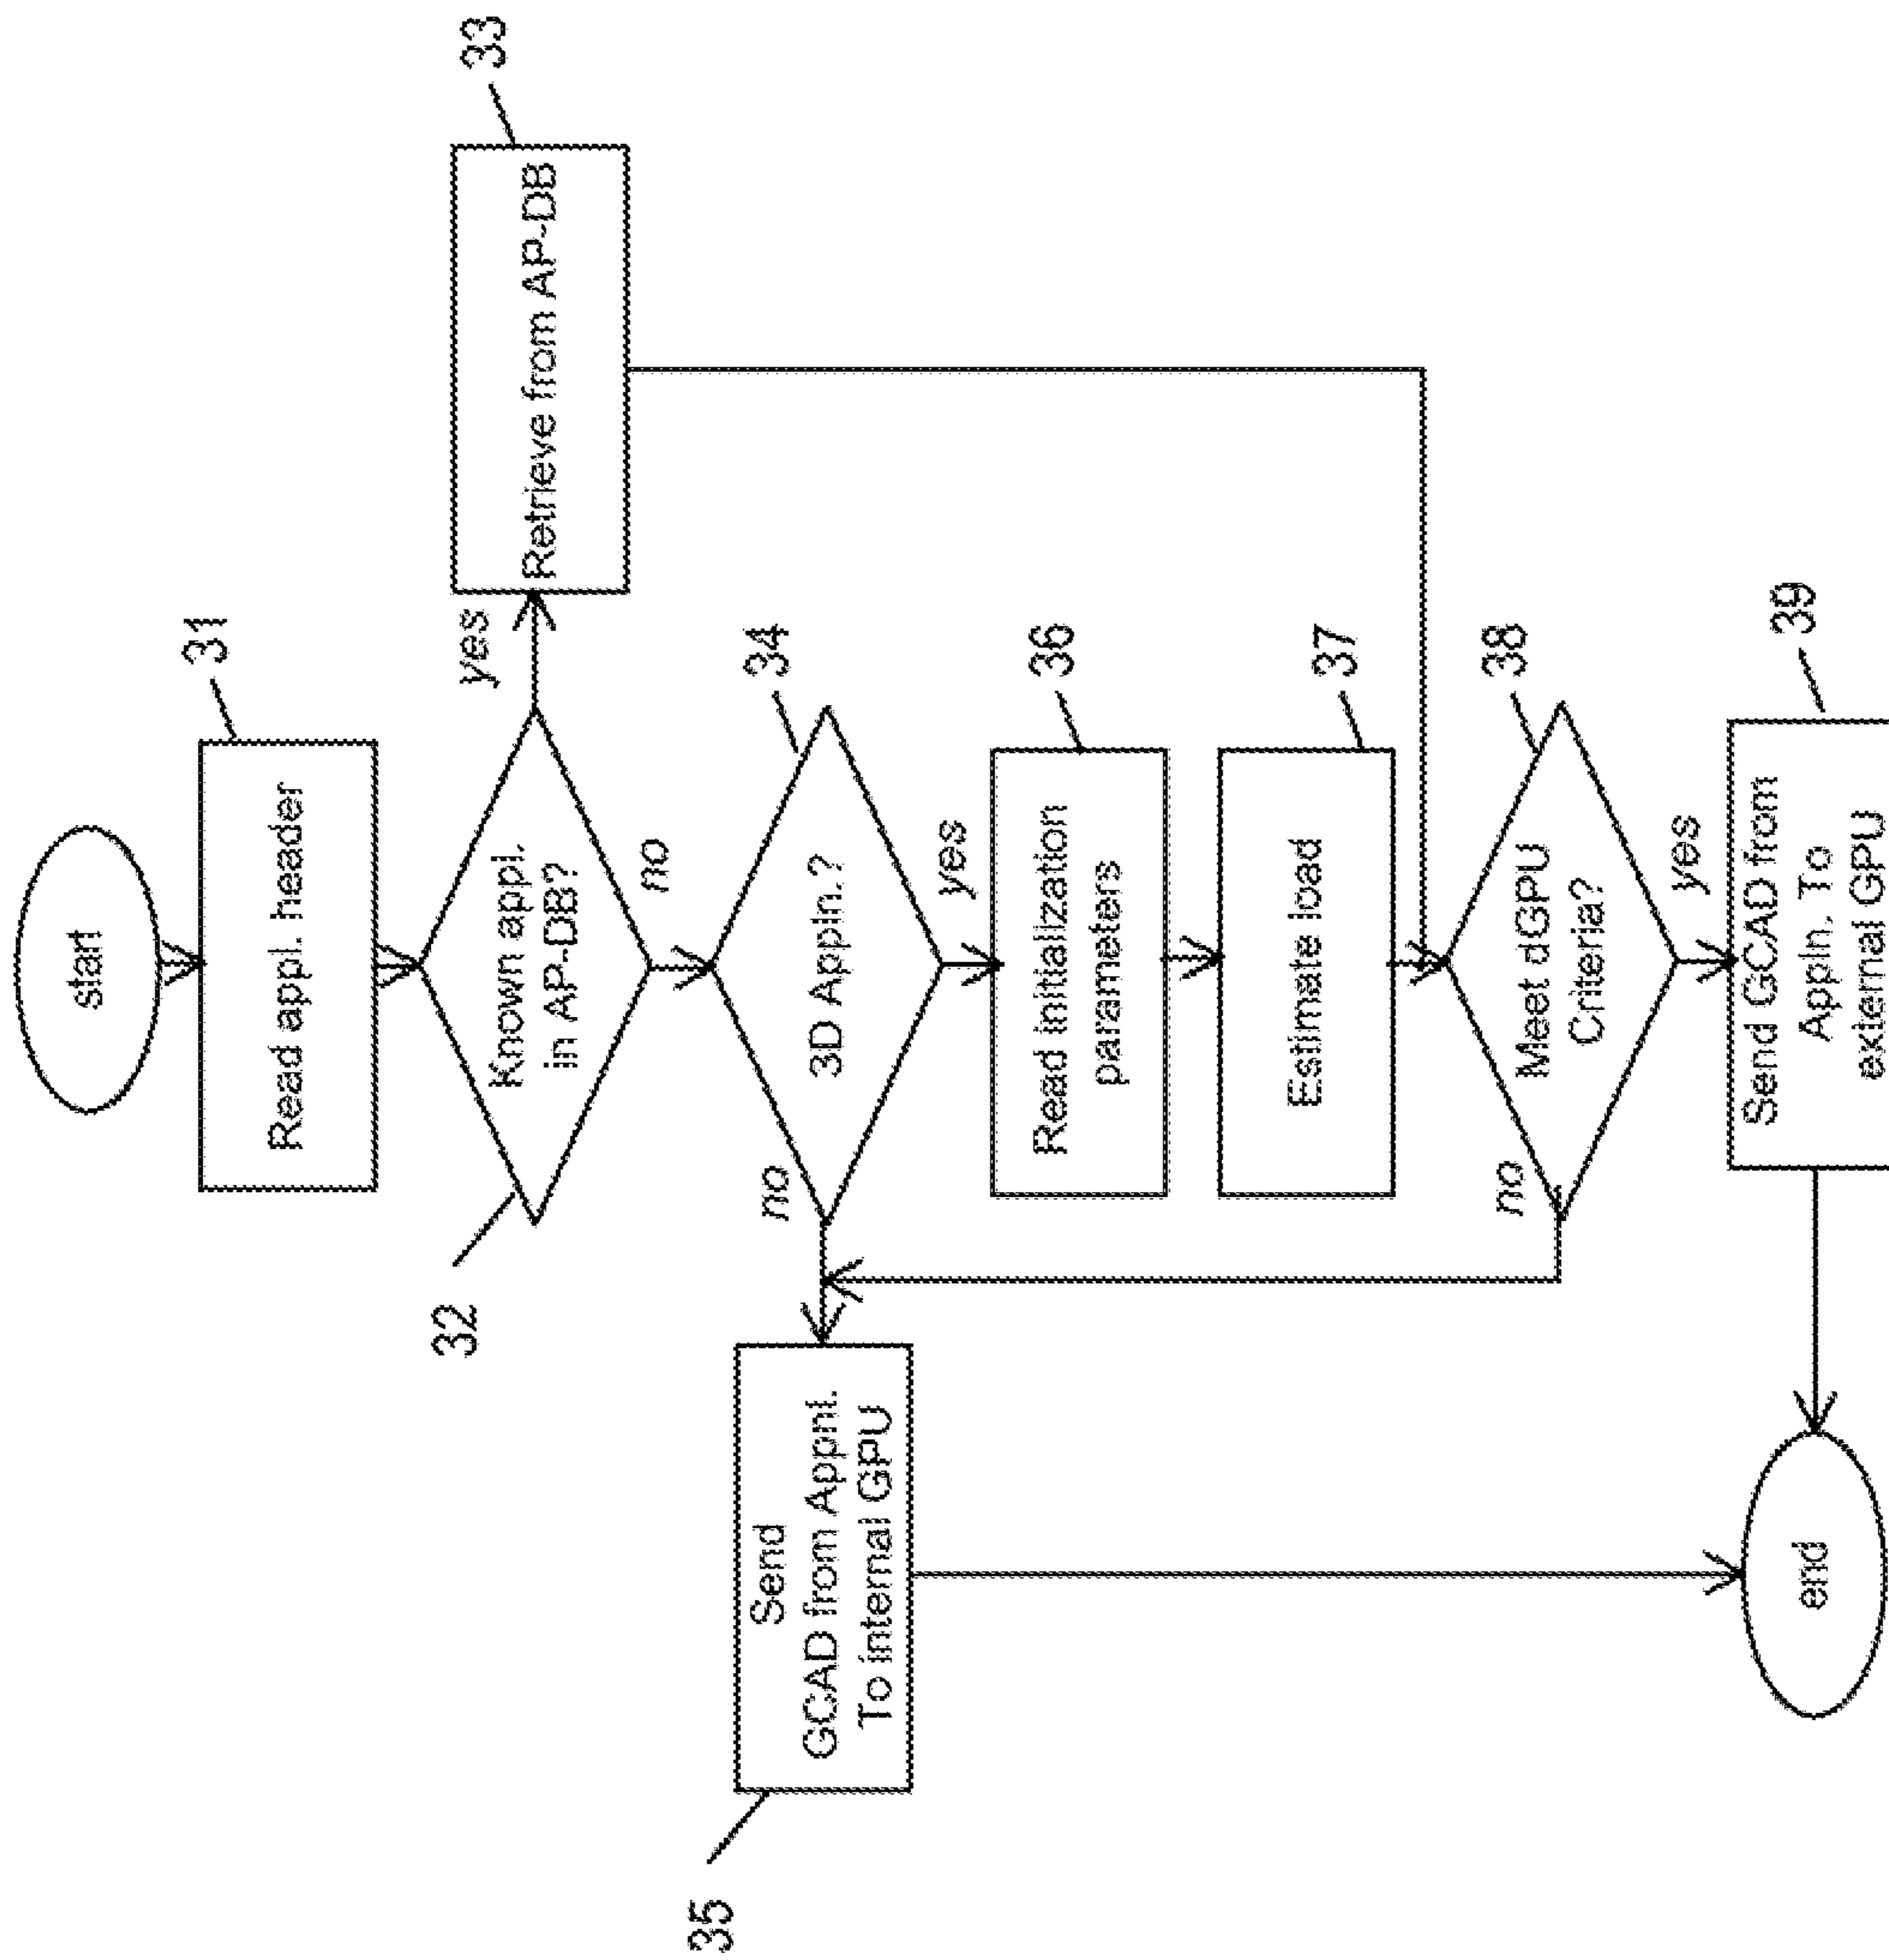 start
31
Read appl. header
32
Known appl.
in AP-DB?
yes
33
Retrieve from AP-DB
no
34
3D Appln.?
no
35
Send
GCAD from Appnl.
To internal GPU
yes
36
Read initialization
parameters
37
Estimate load
38
Meet dGPU
Criteria?
no
yes
39
Send GCAD from
Appln. To
external GPU
end